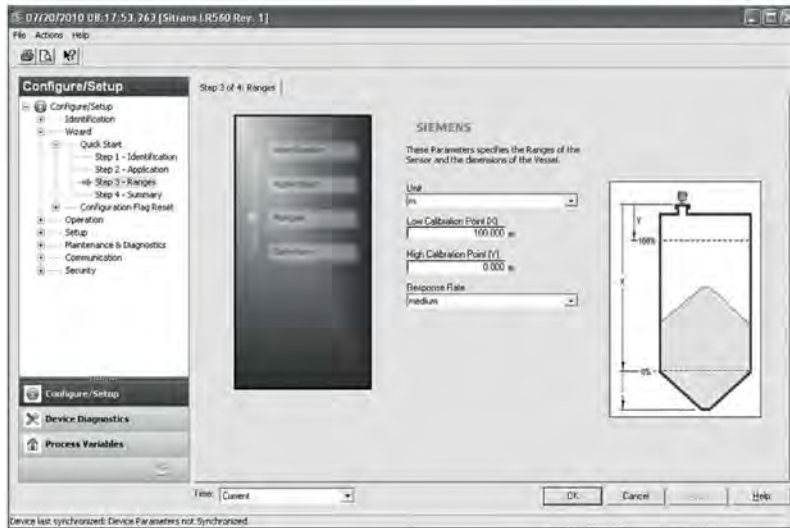 07/20/2010 08:17:53.763 [Sitrans LR560 Rev. 1]
File Actions Help
Configure/Setup
Configure/Setup
Identification
Wizard
Quick Start
Step 1 - Identification
Step 2 - Application
Step 3 - Ranges
Step 4 - Summary
Configuration Flag Reset
Operation
Setup
Maintenance & Diagnostics
Communication
Security
Configure/Setup
Device Diagnostics
Process Variables
Step 3 of 4: Ranges
SIEMENS
These Parameters specifies the Ranges of the
Sensor and the dimensions of the Vessel.
Unit
m
Low Calibration Point (X)
100.000 m
High Calibration Point (Y)
0.000 m
Response Rate
medium
Y
100%
X
0%
Time: Current
OK
Cancel
Help
Device last synchronized: Device Parameters not Synchronized.